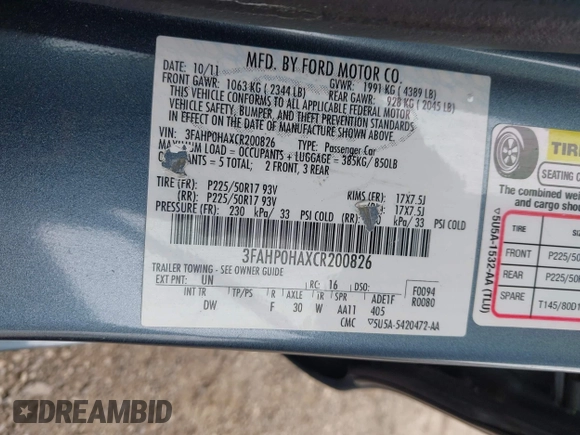 MFD. BY FORD MOTOR CO.
DATE: 10/11 GVWR: 1991 KG ( 4389 LB)
FRONT GAWR: 1063 KG ( 2344 LB) REAR GAWR: 928 KG ( 2045 LB)
THIS VEHICLE CONFORMS TO ALL APPLICABLE FEDERAL MOTOR
VEHICLE SAFETY, BUMPER, AND THEFT PREVENTION STANDARDS
IN EFFECT ON THE DATE OF MANUFACTURE SHOWN ABOVE.
VIN: 3FAHP0HAXCR200826 TYPE: Passenger Car
MAXIMUM LOAD = OCCUPANTS + LUGGAGE = 385KG/ 850LB
= 5 TOTAL; 2 FRONT, 3 REAR
TIRE (FR): P225/50R17 93V RIMS (FR): 17X7.5J
TIRE (RR): P225/50R17 93V 17X7.5J
PRESSURE (FR): 230 kPa/ 33 PSI COLD kPa/ 33 PSI COLD
3FAHP0HAXCR200826
TRAILER TOWING - SEE OWNER GUIDE
EXT PNT: UN RC: 16 DSO: F0094
R0080
INT TR TP/PS R AXLE TR SPR ADETF
DW F 30 W AA11 405
CMC ▽5U5A-5420472-AA
TIRE
SEATING
The combined
and cargo
▽5U5A-1532-AA (TLU)
TIRE
FRONT P225/50
REAR P225/50
SPARE T145/80D1
DREAMBID